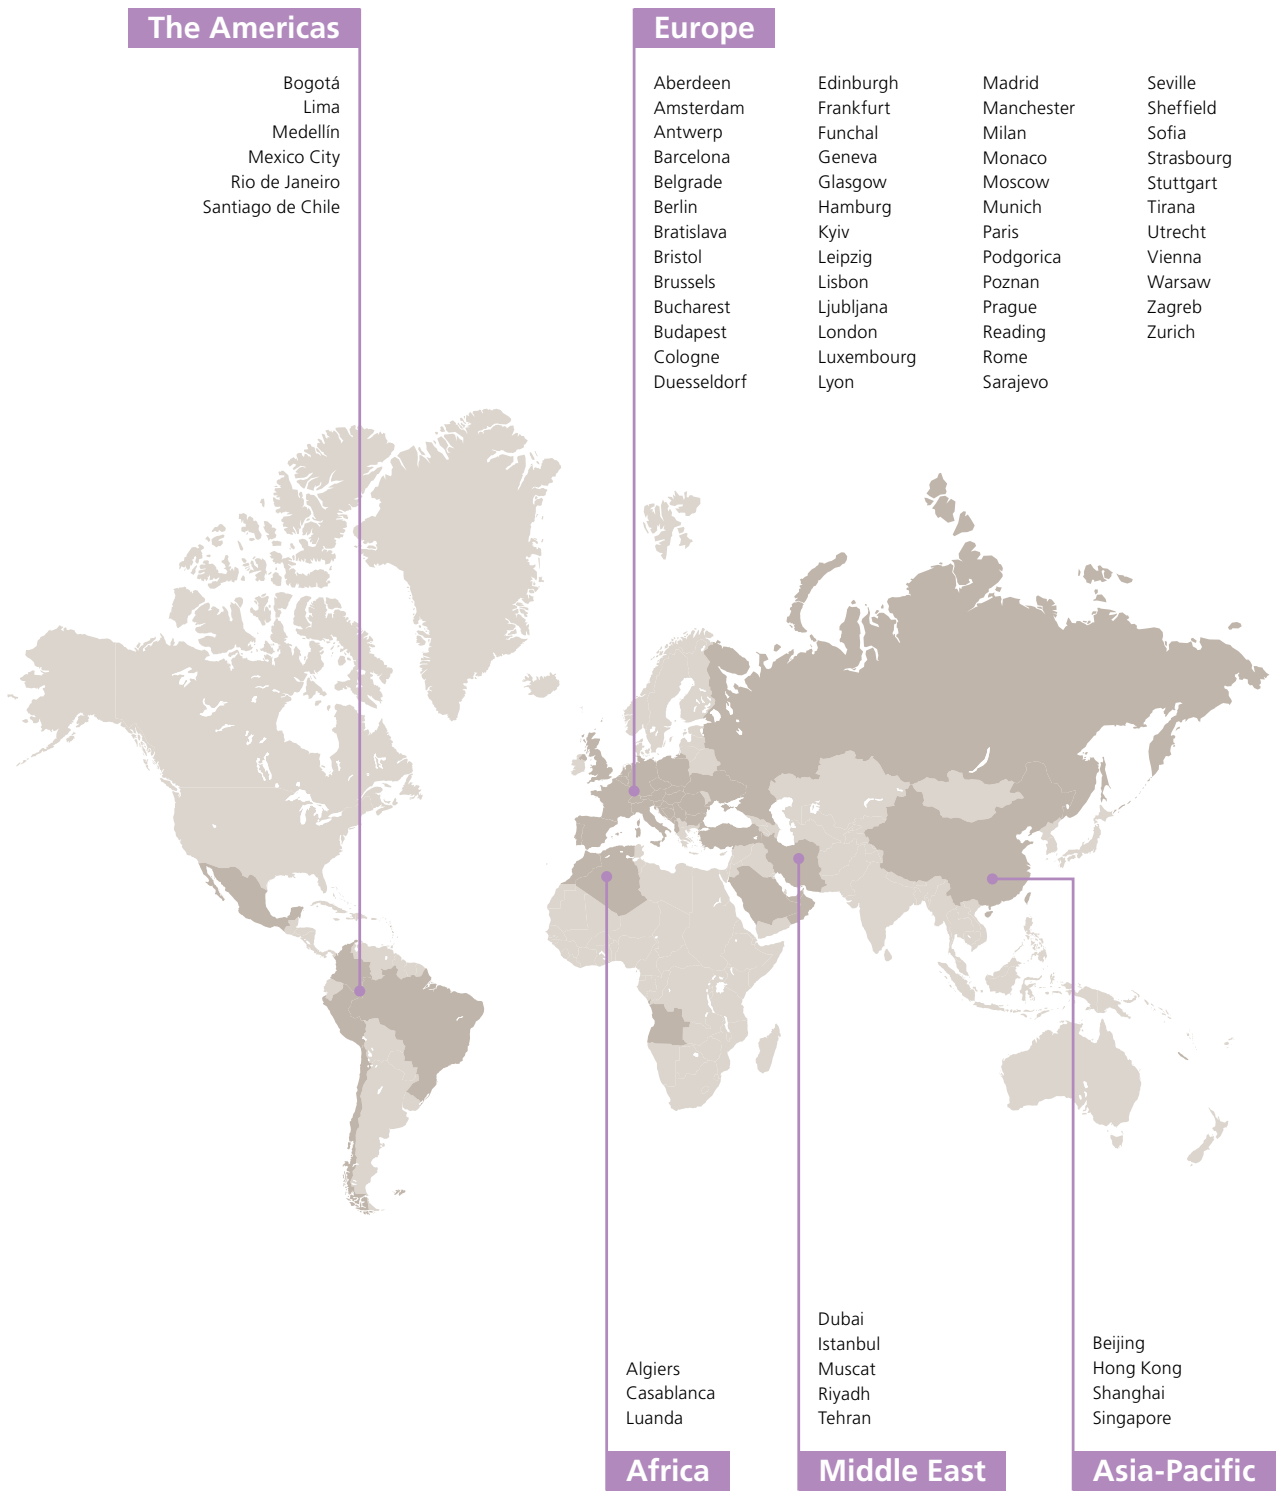 The Americas
Bogotá
Lima
Medellín
Mexico City
Rio de Janeiro
Santiago de Chile
Europe
Aberdeen
Amsterdam
Antwerp
Barcelona
Belgrade
Berlin
Bratislava
Bristol
Brussels
Bucharest
Budapest
Cologne
Duesseldorf
Edinburgh
Frankfurt
Funchal
Geneva
Glasgow
Hamburg
Kyiv
Leipzig
Lisbon
Ljubljana
London
Luxembourg
Lyon
Madrid
Manchester
Milan
Monaco
Moscow
Munich
Paris
Podgorica
Poznan
Prague
Reading
Rome
Sarajevo
Seville
Sheffield
Sofia
Strasbourg
Stuttgart
Tirana
Utrecht
Vienna
Warsaw
Zagreb
Zurich
Algiers
Casablanca
Luanda
Africa
Dubai
Istanbul
Muscat
Riyadh
Tehran
Middle East
Beijing
Hong Kong
Shanghai
Singapore
Asia-Pacific